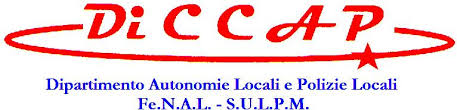 DiCCAP
Dipartimento Autonomie Locali e Polizie Locali
Fe.N.A.L. - S.U.L.P.M.